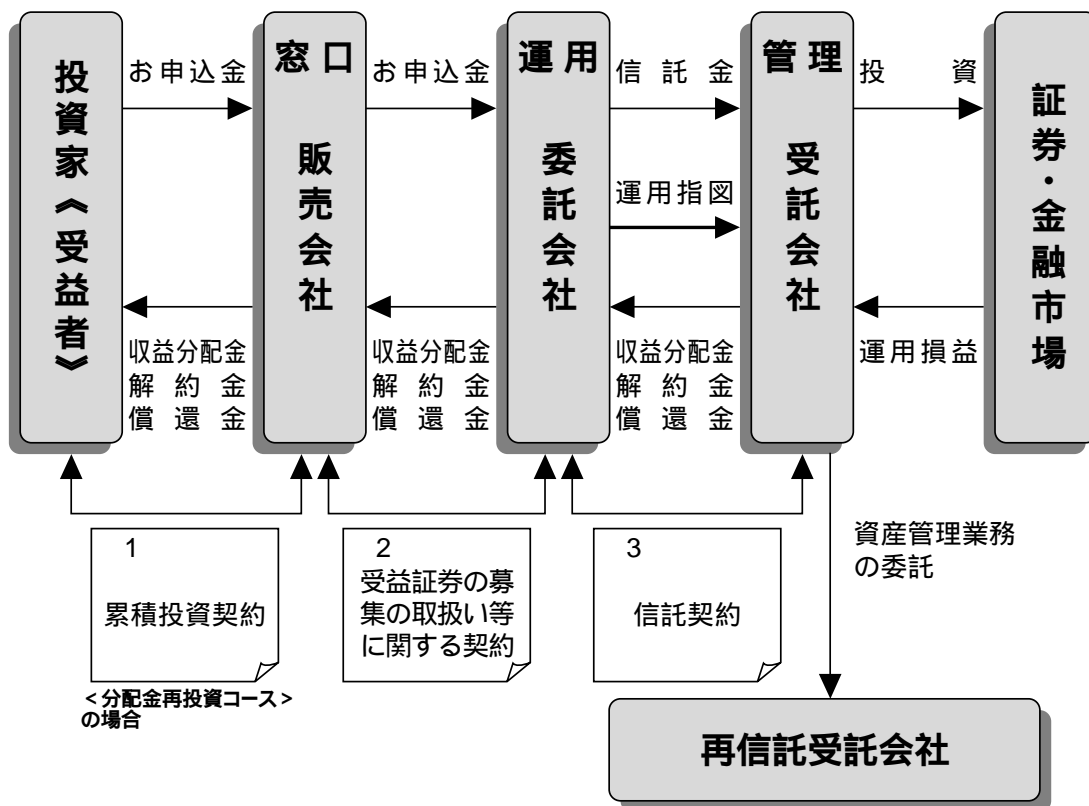 投資家《受益者》
お申込金
収益分配金
解約金
償還金
窓口
販売会社
お申込金
収益分配金
解約金
償還金
運用
委託会社
信託金
運用指図
収益分配金
解約金
償還金
管理
受託会社
投資
運用損益
証券・金融市場
1
累積投資契約
<分配金再投資コース>
の場合
2
受益証券の募
集の取扱い等
に関する契約
3
信託契約
資産管理業務
の委託
再信託受託会社